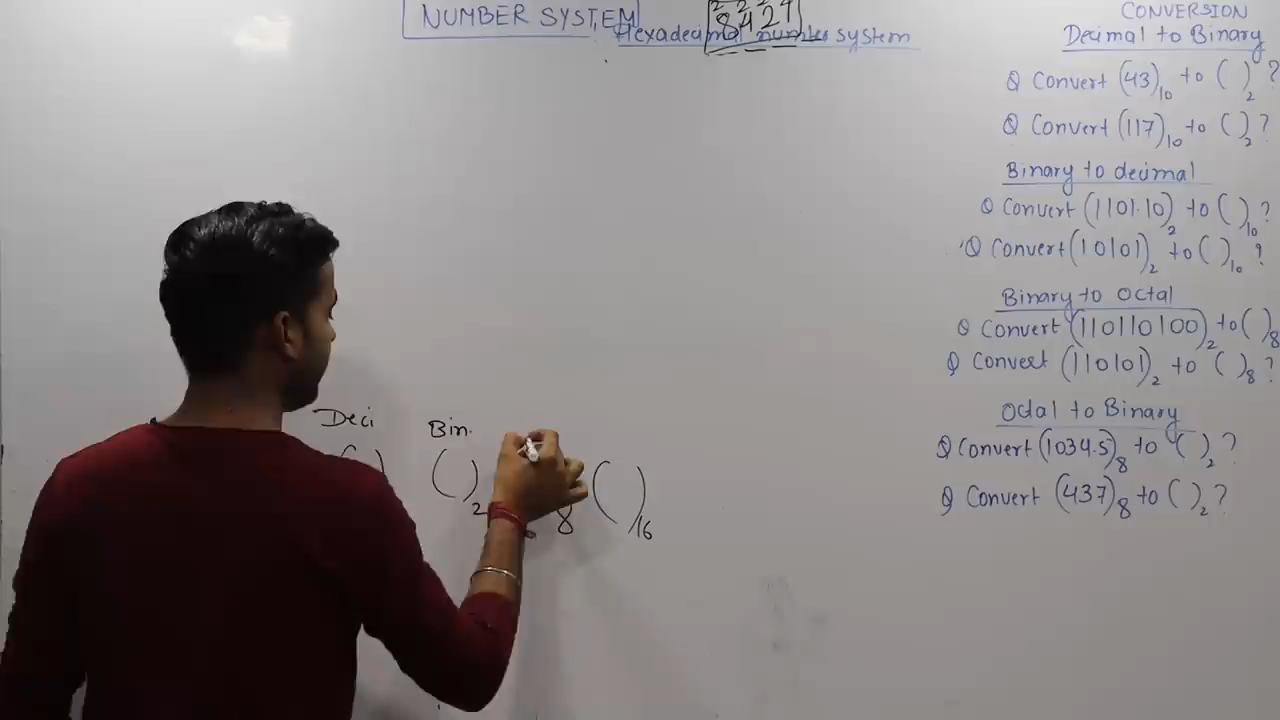 NUMBER SYSTEM
Hexadecimal number system
8421
Deci
Bin.
( )
( )2
8
( )16
CONVERSION
Decimal to Binary
Q Convert (43)10 to ( )2 ?
Q Convert (117)10 to ( )2 ?
Binary to decimal
Q Convert (1101.10)2 to ( )10 ?
Q Convert (10101)2 to ( )10 ?
Binary to Octal
Q Convert (110110100)2 to ( )8
Q Convert (110101)2 to ( )8 ?
Octal to Binary
Q Convert (1034.5)8 to ( )2 ?
Q Convert (437)8 to ( )2 ?